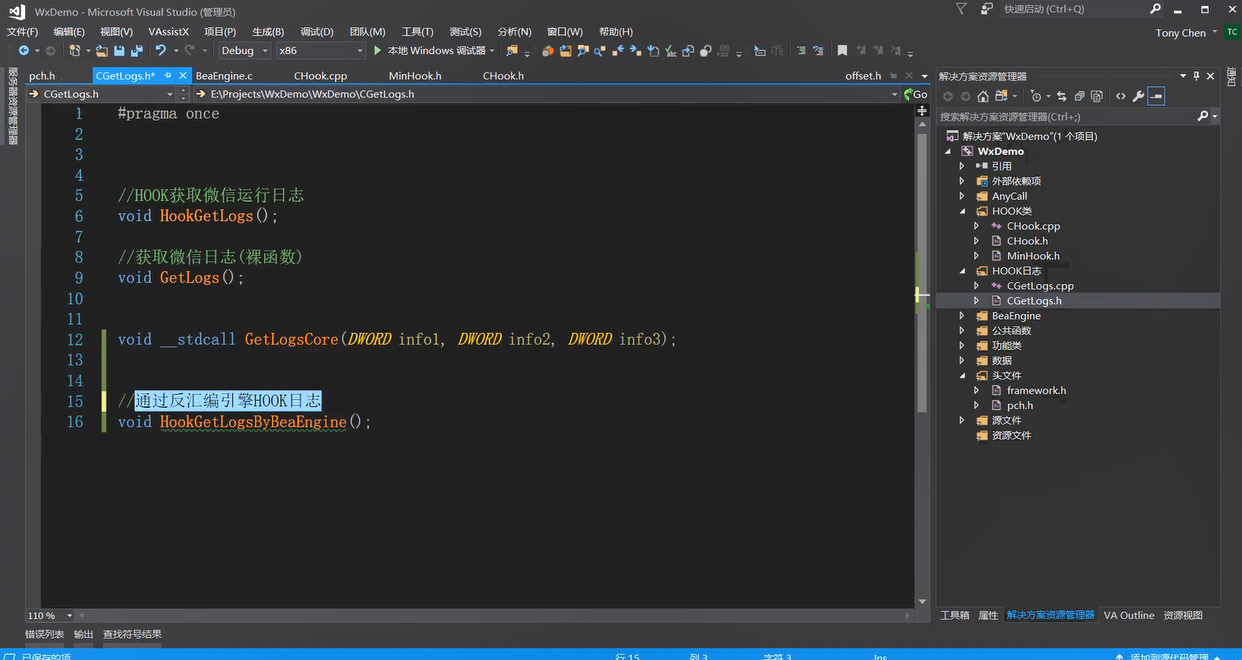 WxDemo - Microsoft Visual Studio (管理员)
快速启动 (Ctrl+Q)
文件(F) 编辑(E) 视图(V) VAssistX 项目(P) 生成(B) 调试(D) 团队(M) 工具(T) 测试(S) 分析(N) 窗口(W) 帮助(H)
Tony Chen TC
Debug x86 本地 Windows 调试器
服务器资源管理器
pch.h CGetLogs.h* BeaEngine.c CHook.cpp MinHook.h CHook.h offset.h
CGetLogs.h E:\Projects\WxDemo\WxDemo\CGetLogs.h Go
1 #pragma once
2
3
4
5 //HOOK获取微信运行日志
6 void HookGetLogs();
7
8 //获取微信日志(裸函数)
9 void GetLogs();
10
11
12 void __stdcall GetLogsCore(DWORD info1, DWORD info2, DWORD info3);
13
14
15 //通过反汇编引擎HOOK日志
16 void HookGetLogsByBeaEngine();
110 %
错误列表 输出 查找符号结果
解决方案资源管理器
搜索解决方案资源管理器(Ctrl+;)
解决方案"WxDemo"(1 个项目)
WxDemo
引用
外部依赖项
AnyCall
HOOK类
CHook.cpp
CHook.h
MinHook.h
HOOK日志
CGetLogs.cpp
CGetLogs.h
BeaEngine
公共函数
功能类
数据
头文件
framework.h
pch.h
源文件
资源文件
工具箱 属性 解决方案资源管理器 VA Outline 资源视图
通知
已保存的项 行 15 列 3 字符 3 Ins 添加到源代码管理